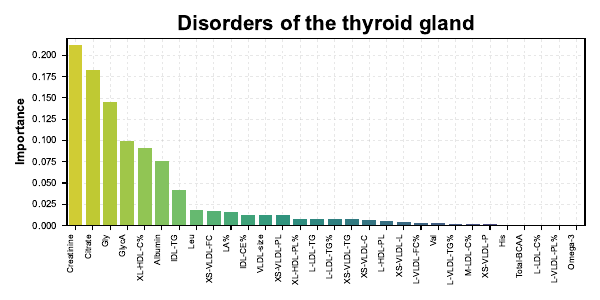 Disorders of the thyroid gland
Importance
0.200
0.175
0.150
0.125
0.100
0.075
0.050
0.025
0.000
Creatinine
Citrate
Gly
GlycA
XL-HDL-C%
Albumin
IDL-TG
Leu
XS-VLDL-FC
LA%
IDL-CE%
VLDL-size
XS-VLDL-PL
XL-HDL-PL%
L-LDL-TG
L-LDL-TG%
XS-VLDL-TG
XS-VLDL-C
L-HDL-PL
XS-VLDL-L
L-VLDL-FC%
Val
L-VLDL-TG%
M-LDL-C%
XS-VLDL-P
His
Total-BCAA
L-LDL-C%
L-VLDL-PL%
Omega-3